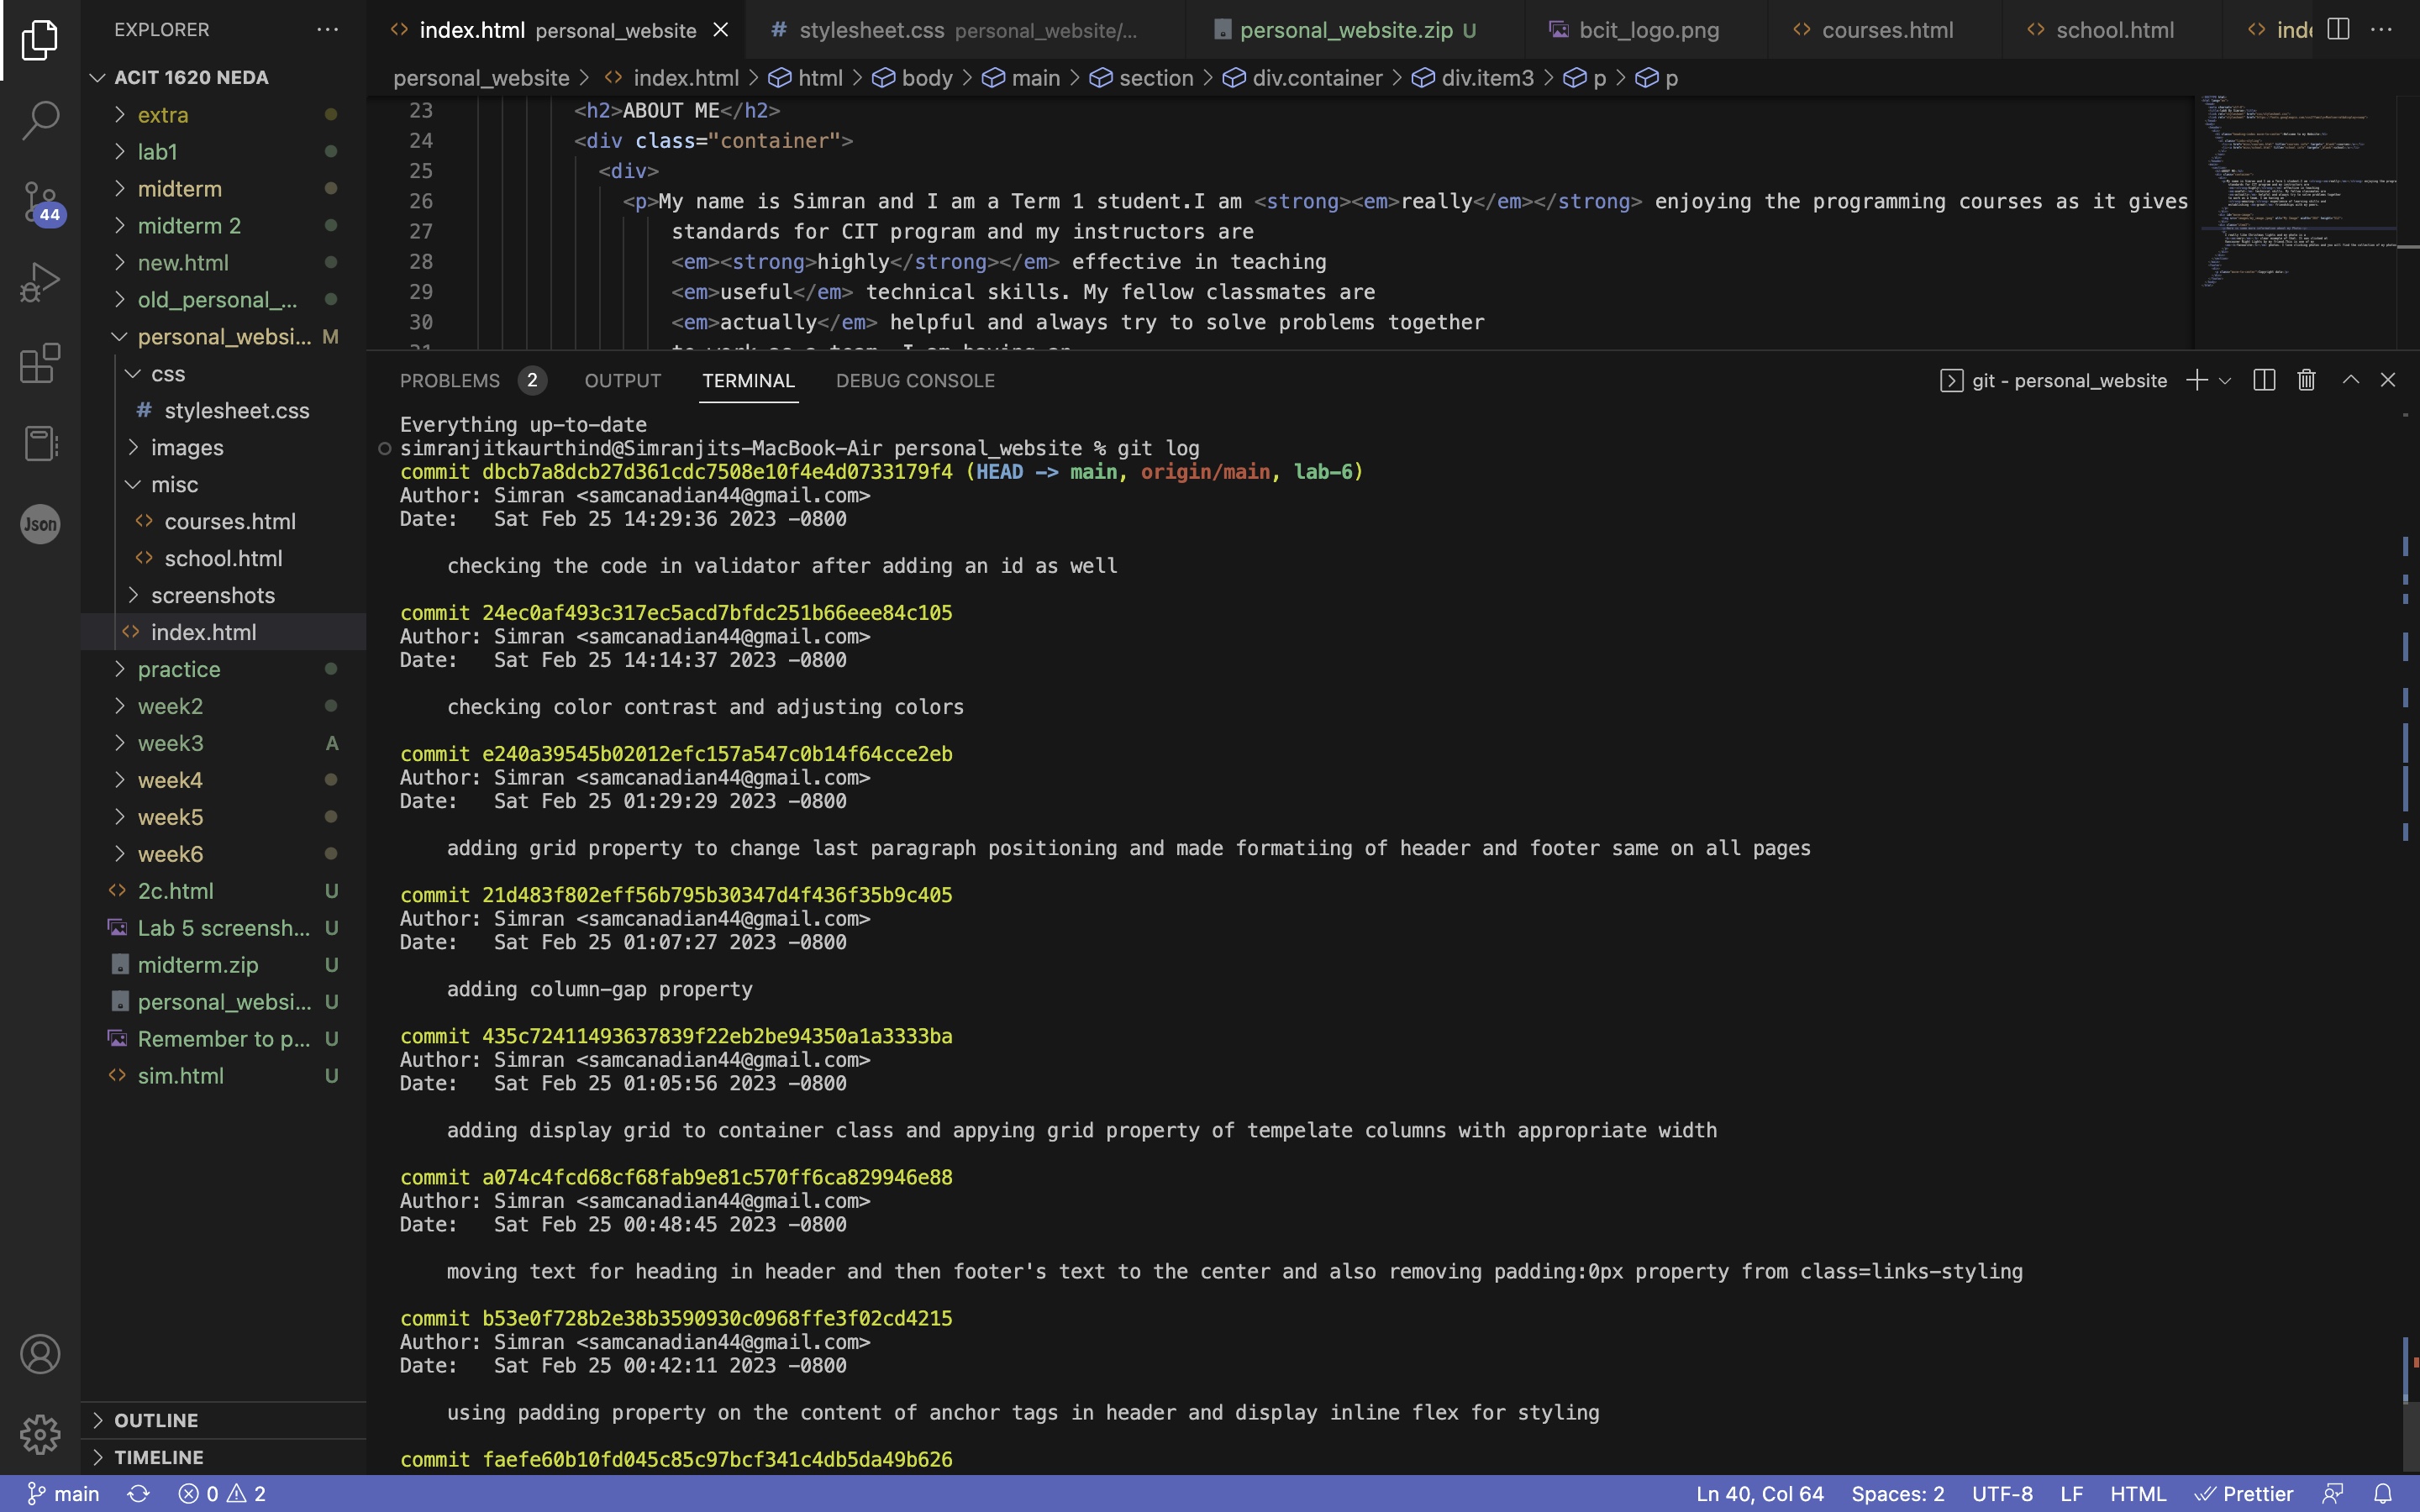 EXPLORER
ACIT 1620 NEDA
extra
lab1
midterm
midterm 2
new.html
old_personal_...
personal_websi... M
css
# stylesheet.css
images
misc
courses.html
school.html
screenshots
index.html
practice
week2
week3 A
week4
week5
week6
2c.html U
Lab 5 screensh... U
midterm.zip U
personal_websi... U
Remember to p... U
sim.html U
OUTLINE
TIMELINE
44
Json
index.html personal_website
# stylesheet.css personal_website/...
personal_website.zip U
bcit_logo.png
courses.html
school.html
personal_website > index.html > html > body > main > section > div.container > div.item3 > p > p
23 <h2>ABOUT ME</h2>
24 <div class="container">
25 <div>
26 <p>My name is Simran and I am a Term 1 student.I am <strong><em>really</em></strong> enjoying the programming courses as it gives
27 standards for CIT program and my instructors are
28 <em><strong>highly</strong></em> effective in teaching
29 <em>useful</em> technical skills. My fellow classmates are
30 <em>actually</em> helpful and always try to solve problems together
PROBLEMS 2 OUTPUT TERMINAL DEBUG CONSOLE
git - personal_website
Everything up-to-date
simranjitkaurthind@Simranjits-MacBook-Air personal_website % git log
commit dbcb7a8dcb27d361cdc7508e10f4e4d0733179f4 (HEAD -> main, origin/main, lab-6)
Author: Simran <samcanadian44@gmail.com>
Date: Sat Feb 25 14:29:36 2023 -0800
checking the code in validator after adding an id as well
commit 24ec0af493c317ec5acd7bfdc251b66eee84c105
Author: Simran <samcanadian44@gmail.com>
Date: Sat Feb 25 14:14:37 2023 -0800
checking color contrast and adjusting colors
commit e240a39545b02012efc157a547c0b14f64cce2eb
Author: Simran <samcanadian44@gmail.com>
Date: Sat Feb 25 01:29:29 2023 -0800
adding grid property to change last paragraph positioning and made formatiing of header and footer same on all pages
commit 21d483f802eff56b795b30347d4f436f35b9c405
Author: Simran <samcanadian44@gmail.com>
Date: Sat Feb 25 01:07:27 2023 -0800
adding column-gap property
commit 435c72411493637839f22eb2be94350a1a3333ba
Author: Simran <samcanadian44@gmail.com>
Date: Sat Feb 25 01:05:56 2023 -0800
adding display grid to container class and appying grid property of tempelate columns with appropriate width
commit a074c4fcd68cf68fab9e81c570ff6ca829946e88
Author: Simran <samcanadian44@gmail.com>
Date: Sat Feb 25 00:48:45 2023 -0800
moving text for heading in header and then footer's text to the center and also removing padding:0px property from class=links-styling
commit b53e0f728b2e38b3590930c0968ffe3f02cd4215
Author: Simran <samcanadian44@gmail.com>
Date: Sat Feb 25 00:42:11 2023 -0800
using padding property on the content of anchor tags in header and display inline flex for styling
commit faefe60b10fd045c85c97bcf341c4db5da49b626
main 0 2
Ln 40, Col 64 Spaces: 2 UTF-8 LF HTML Prettier